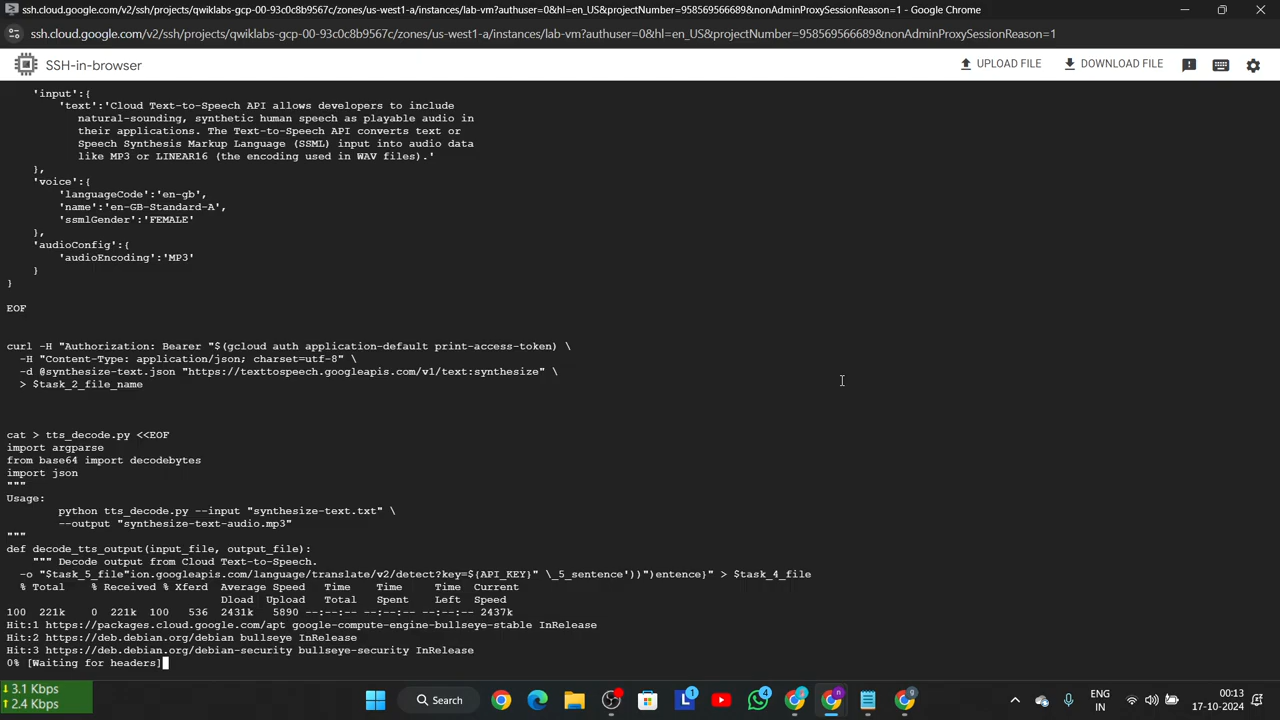 ssh.cloud.google.com/v2/ssh/projects/qwiklabs-gcp-00-93c0c8b9567c/zones/us-west1-a/instances/lab-vm?authuser=0&hl=en_US&projectNumber=958569566689&nonAdminProxySessionReason=1 - Google Chrome
ssh.cloud.google.com/v2/ssh/projects/qwiklabs-gcp-00-93c0c8b9567c/zones/us-west1-a/instances/lab-vm?authuser=0&hl=en_US&projectNumber=958569566689&nonAdminProxySessionReason=1
SSH-in-browser
UPLOAD FILE
DOWNLOAD FILE
'input':{
'text':'Cloud Text-to-Speech API allows developers to include
natural-sounding, synthetic human speech as playable audio in
their applications. The Text-to-Speech API converts text or
Speech Synthesis Markup Language (SSML) input into audio data
like MP3 or LINEAR16 (the encoding used in WAV files).'
},
'voice':{
'languageCode':'en-gb',
'name':'en-GB-Standard-A',
'ssmlGender':'FEMALE'
},
'audioConfig':{
'audioEncoding':'MP3'
}
}
EOF
curl -H "Authorization: Bearer "$(gcloud auth application-default print-access-token) \
-H "Content-Type: application/json; charset=utf-8" \
-d @synthesize-text.json "https://texttospeech.googleapis.com/v1/text:synthesize" \
> $task_2_file_name
cat > tts_decode.py <<EOF
import argparse
from base64 import decodebytes
import json
"""
Usage:
python tts_decode.py --input "synthesize-text.txt" \
--output "synthesize-text-audio.mp3"
"""
def decode_tts_output(input_file, output_file):
""" Decode output from Cloud Text-to-Speech.
-o "$task_5_file"ion.googleapis.com/language/translate/v2/detect?key=${API_KEY}" \_5_sentence'))")entence}" > $task_4_file
% Total    % Received % Xferd  Average Speed   Time    Time     Time  Current
Dload  Upload   Total   Spent    Left  Speed
100  221k    0  221k  100   536  2431k   5890 --:--:-- --:--:-- --:--:-- 2437k
Hit:1 https://packages.cloud.google.com/apt google-compute-engine-bullseye-stable InRelease
Hit:2 https://deb.debian.org/debian bullseye InRelease
Hit:3 https://deb.debian.org/debian-security bullseye-security InRelease
0% [Waiting for headers]
3.1 Kbps
2.4 Kbps
Search
1
4
ENG
IN
00:13
17-10-2024